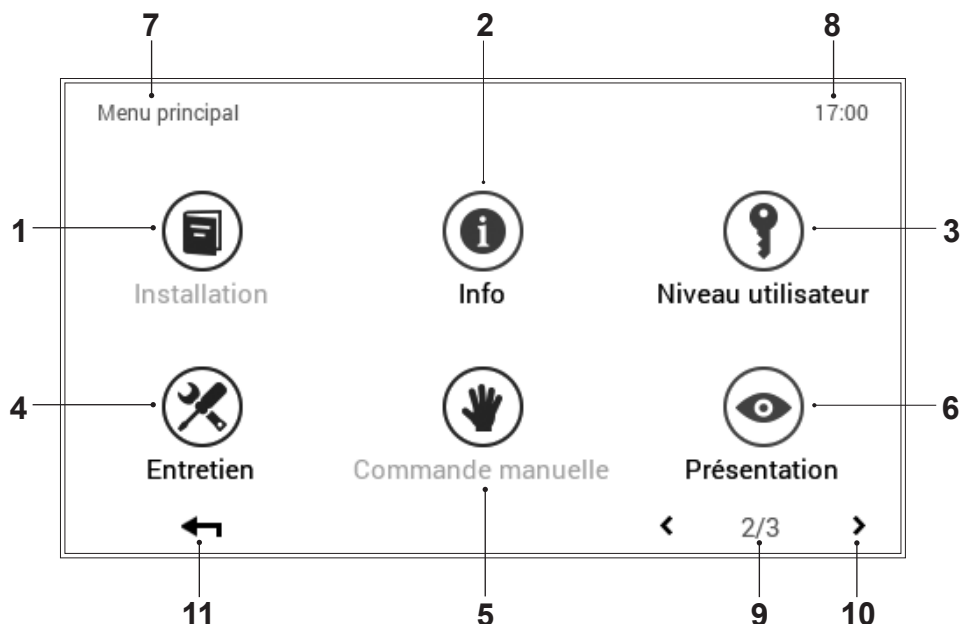 7 2 8
Menu principal 17:00
1 3
Installation Info Niveau utilisateur
4 6
Entretien Commande manuelle Présentation
2/3
11 5 9 10